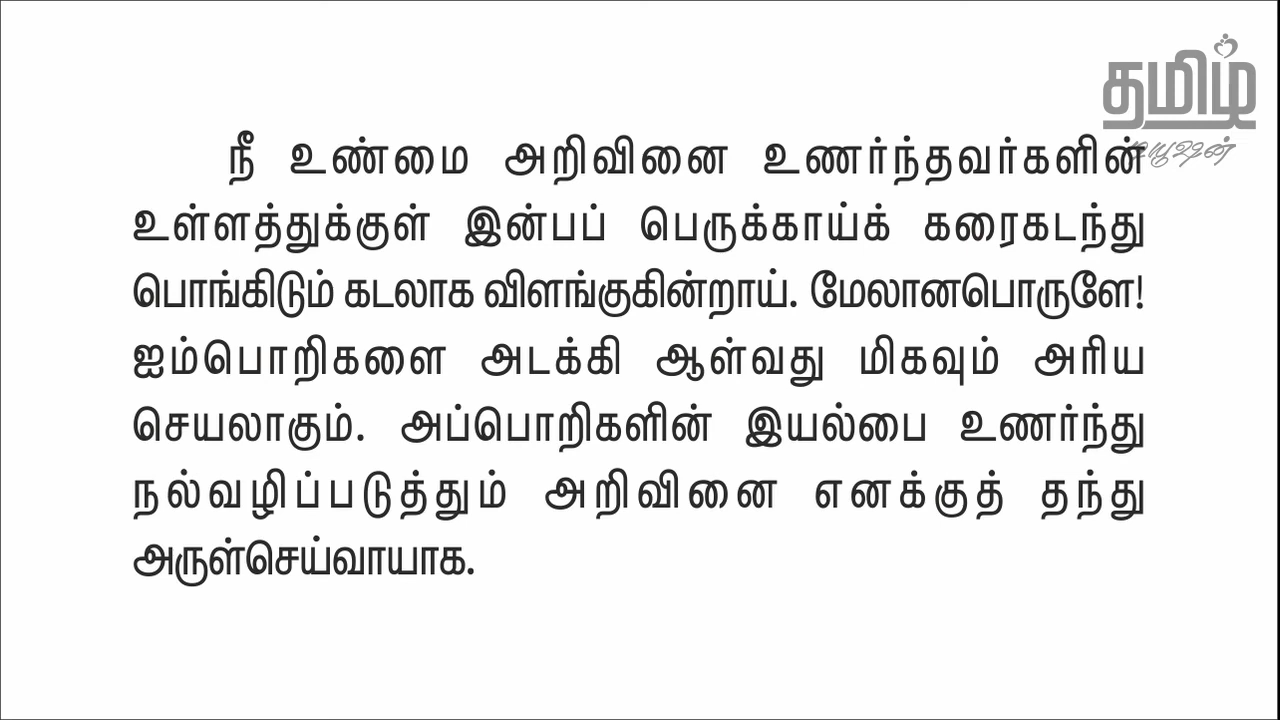 தமிழ்
டியூஷன்
நீ உண்மை அறிவினை உணர்ந்தவர்களின்
உள்ளத்துக்குள் இன்பப் பெருக்காய்க் கரைகடந்து
பொங்கிடும் கடலாக விளங்குகின்றாய். மேலானபொருளே!
ஐம்பொறிகளை அடக்கி ஆள்வது மிகவும் அரிய
செயலாகும். அப்பொறிகளின் இயல்பை உணர்ந்து
நல்வழிப்படுத்தும் அறிவினை எனக்குத் தந்து
அருள்செய்வாயாக.